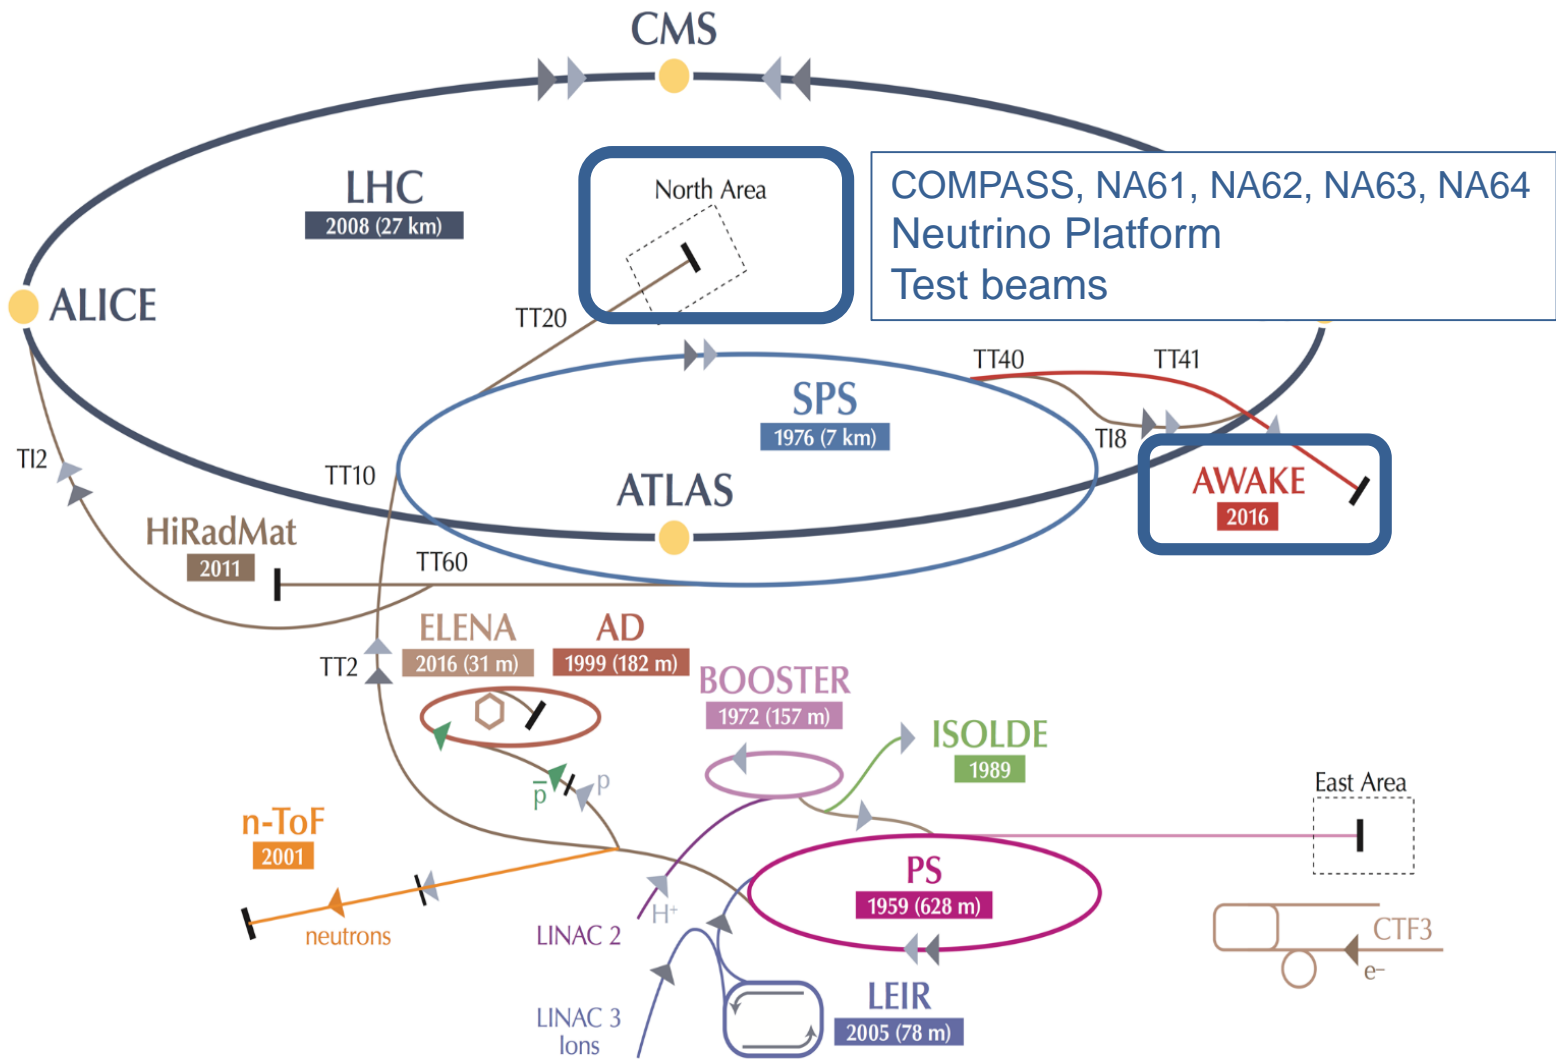 CMS
LHC
2008 (27 km)
North Area
COMPASS, NA61, NA62, NA63, NA64
Neutrino Platform
Test beams
ALICE
TT20
TT40
TT41
SPS
1976 (7 km)
TI8
TI2
TT10
ATLAS
AWAKE
2016
HiRadMat
2011
TT60
ELENA
2016 (31 m)
AD
1999 (182 m)
TT2
BOOSTER
1972 (157 m)
ISOLDE
1989
East Area
p̄
p
n-ToF
2001
neutrons
PS
1959 (628 m)
H⁺
LINAC 2
CTF3
e–
LEIR
2005 (78 m)
LINAC 3
Ions